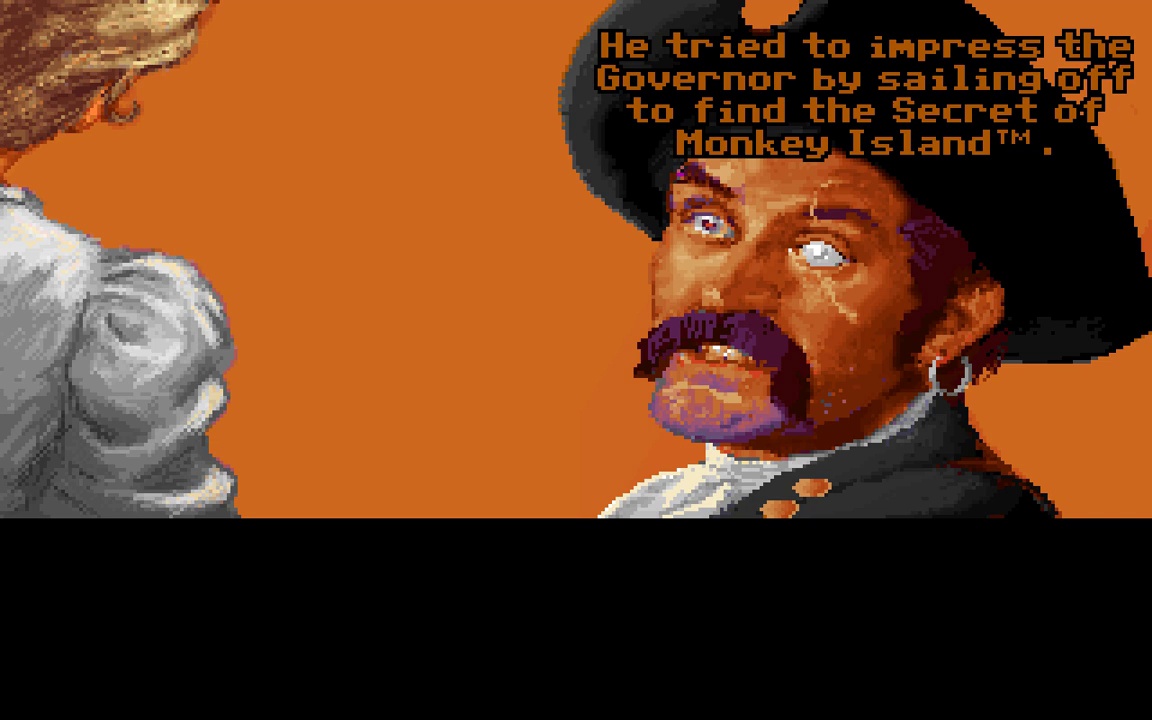 He tried to impress the
Governor by sailing off
to find the Secret of
Monkey Island™.